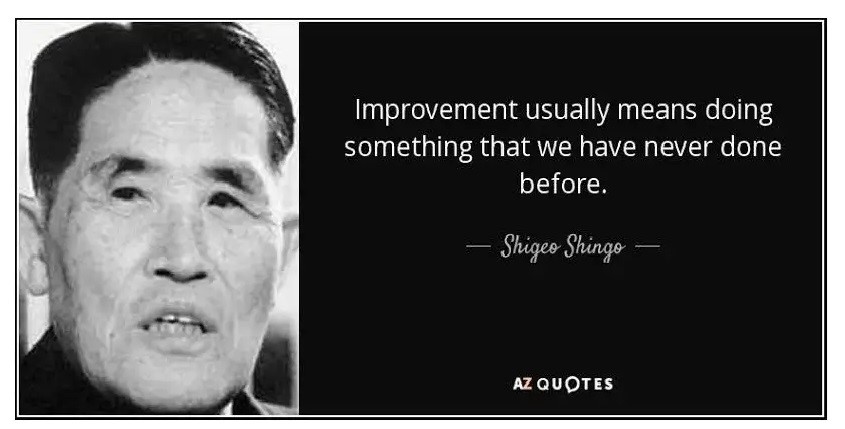 Improvement usually means doing
something that we have never done
before.
— Shigeo Shingo —
AZ QUOTES